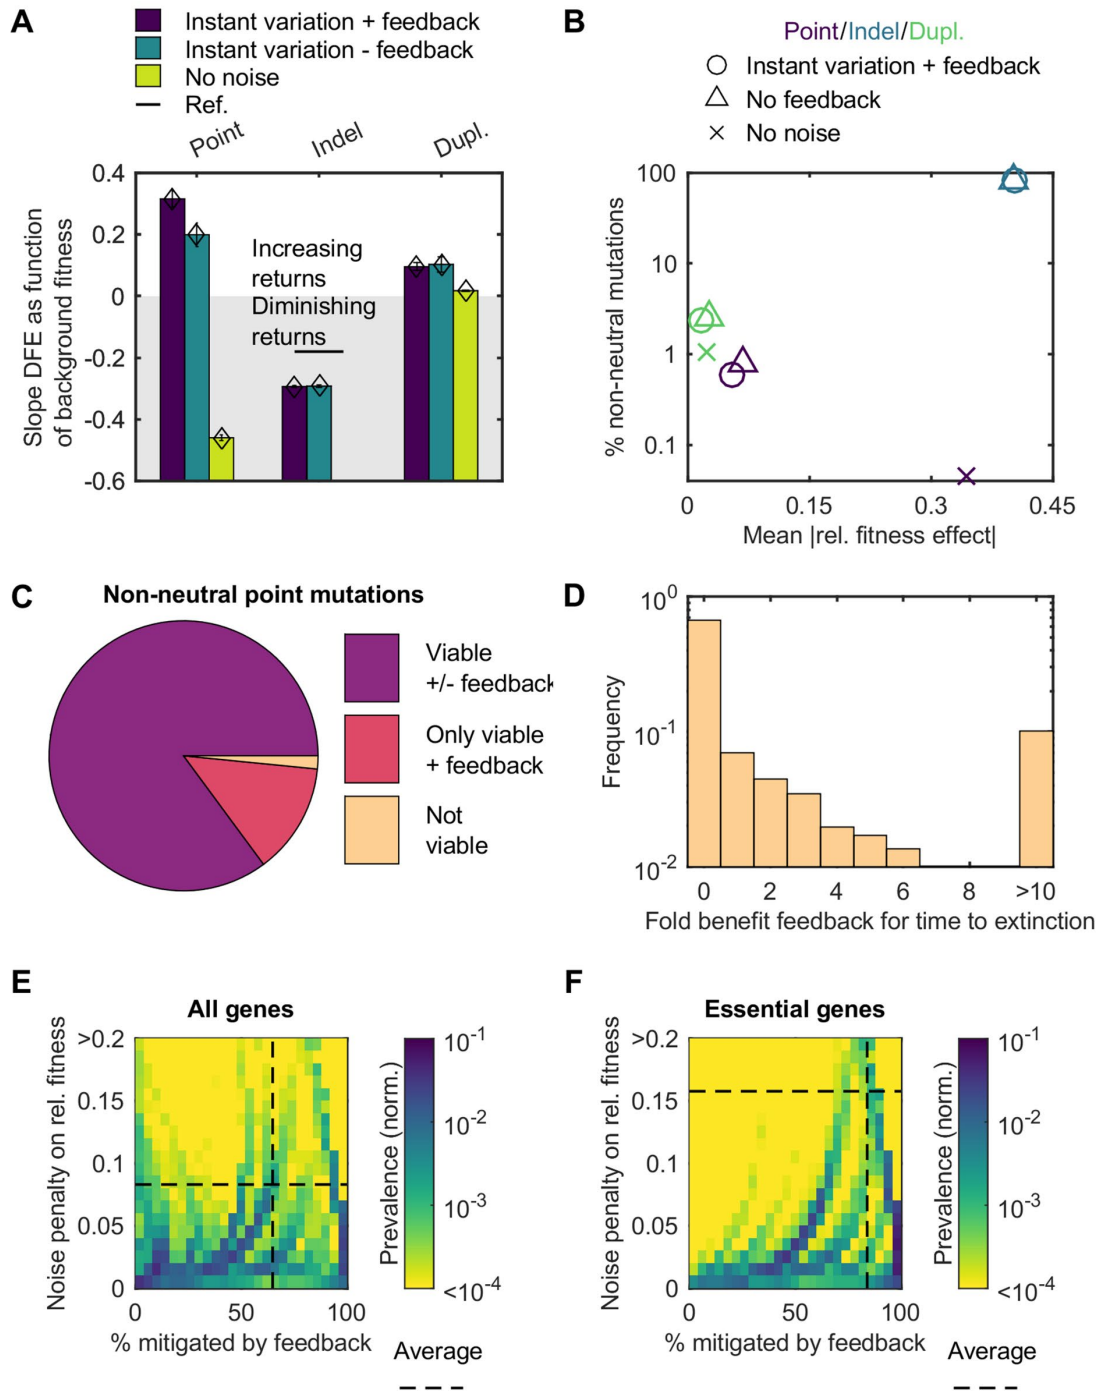 A
Instant variation + feedback
Instant variation - feedback
No noise
Ref.
Point
Indel
Dupl.
0.4
0.2
0
-0.2
-0.4
-0.6
Slope DFE as function
of background fitness
Increasing
returns
Diminishing
returns
B
Point/Indel/Dupl.
Instant variation + feedback
No feedback
No noise
100
10
1
0.1
% non-neutral mutations
0
0.15
0.3
0.45
Mean |rel. fitness effect|
C
Non-neutral point mutations
Viable
+/- feedback
Only viable
+ feedback
Not
viable
D
10^0
10^-1
10^-2
Frequency
0
2
4
6
8
>10
Fold benefit feedback for time to extinction
E
All genes
>0.2
0.15
0.1
0.05
0
Noise penalty on rel. fitness
0
50
100
% mitigated by feedback
10^-1
10^-2
10^-3
<10^-4
Prevalence (norm.)
Average
F
Essential genes
>0.2
0.15
0.1
0.05
0
Noise penalty on rel. fitness
0
50
100
% mitigated by feedback
10^-1
10^-2
10^-3
<10^-4
Prevalence (norm.)
Average